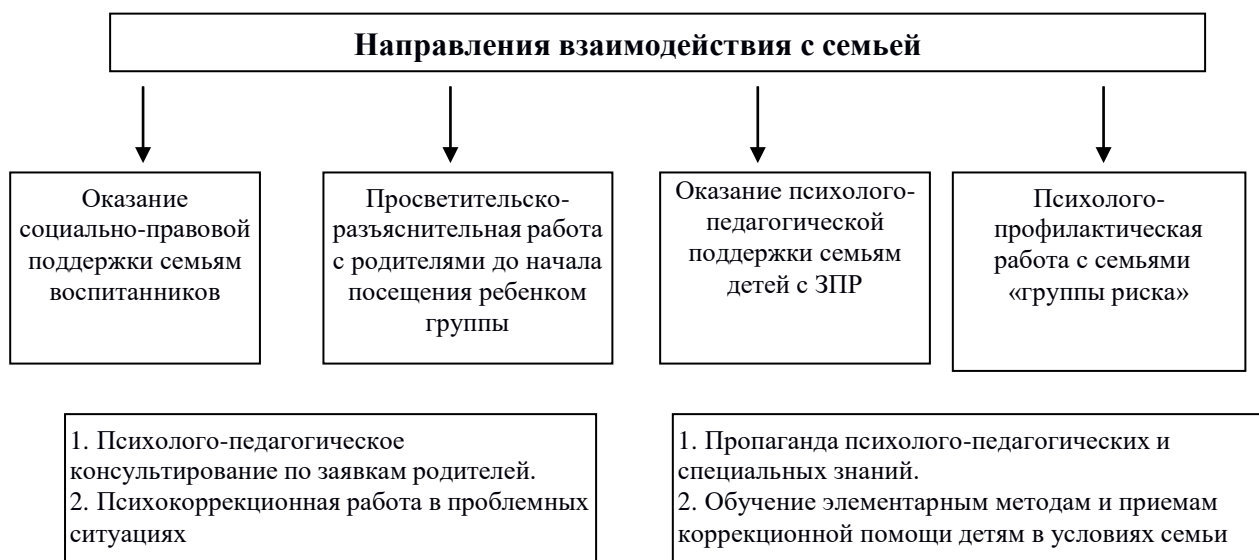 Направления взаимодействия с семьей
Оказание
социально-правовой
поддержки семьям
воспитанников
Просветительско-
разъяснительная работа
с родителями до начала
посещения ребенком
группы
Оказание психолого-
педагогической
поддержки семьям
детей с ЗПР
Психолого-
профилактическая
работа с семьями
«группы риска»
1. Психолого-педагогическое
консультирование по заявкам родителей.
2. Психокоррекционная работа в проблемных
ситуациях
1. Пропаганда психолого-педагогических и
специальных знаний.
2. Обучение элементарным методам и приемам
коррекционной помощи детям в условиях семьи